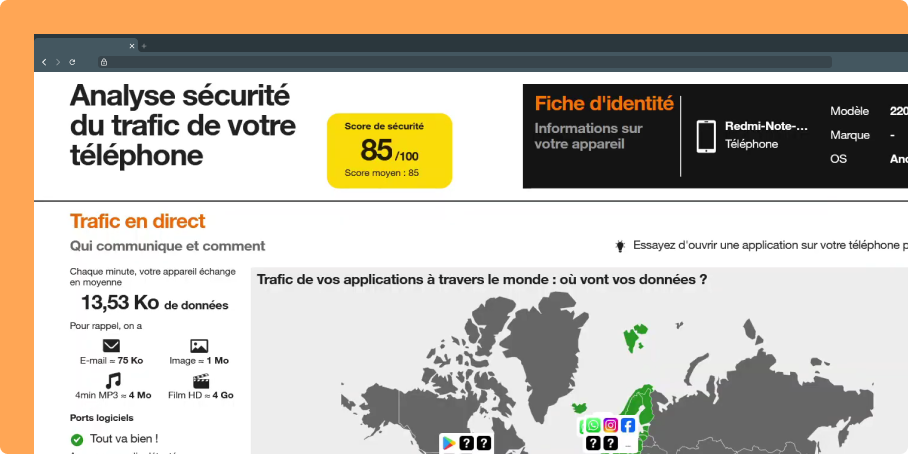 Analyse sécurité
du trafic de votre
téléphone
Score de sécurité
85 /100
Score moyen : 85
Fiche d'identité
Informations sur
votre appareil
Redmi-Note-...
Téléphone
Modèle 220
Marque -
OS And
Trafic en direct
Qui communique et comment
Essayez d'ouvrir une application sur votre téléphone p
Chaque minute, votre appareil échange
en moyenne
13,53 Ko de données
Pour rappel, on a
E-mail ≈ 75 Ko
Image ≈ 1 Mo
4min MP3 ≈ 4 Mo
Film HD ≈ 4 Go
Ports logiciels
Tout va bien !
Trafic de vos applications à travers le monde : où vont vos données ?
? ?
? ? ...